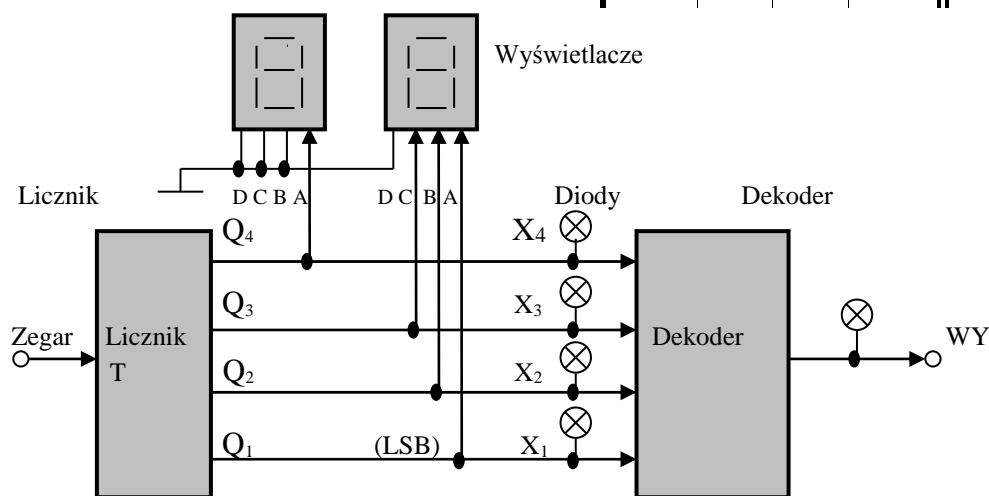 Wyświetlacze
D C B A D C B A
Licznik Diody Dekoder
Q4 X4
Q3 X3
Zegar Licznik Dekoder WY
T
Q2 X2
Q1 (LSB) X1